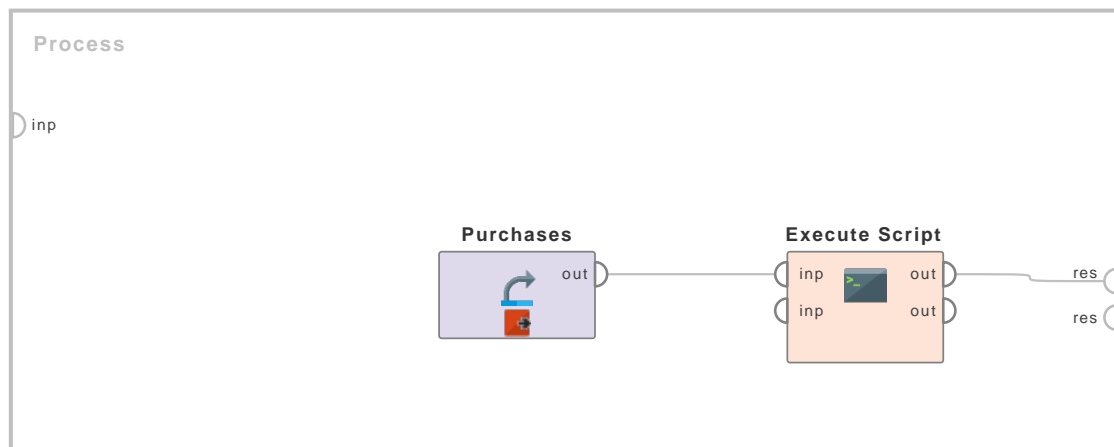 Process
inp
Purchases
Execute Script
out
inp
out
res
inp
out
res